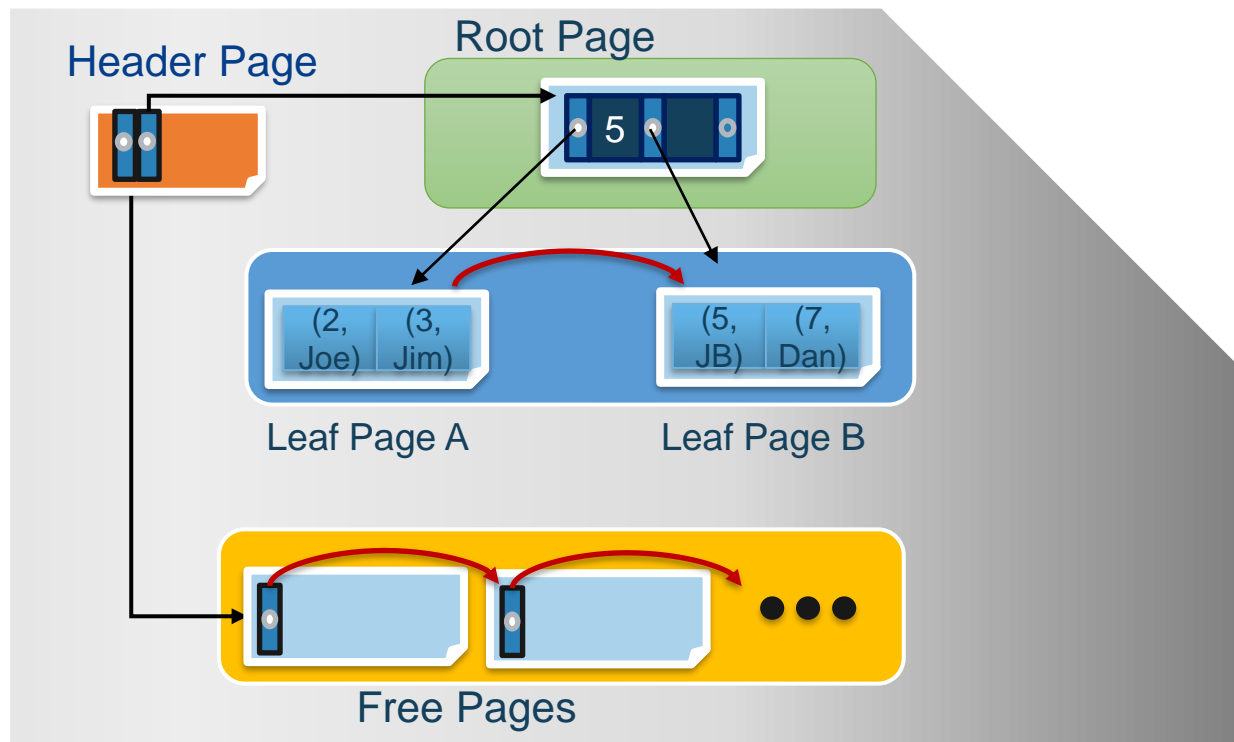 Root Page
Header Page
5
(2,
Joe)
(3,
Jim)
(5,
JB)
(7,
Dan)
Leaf Page A
Leaf Page B
Free Pages